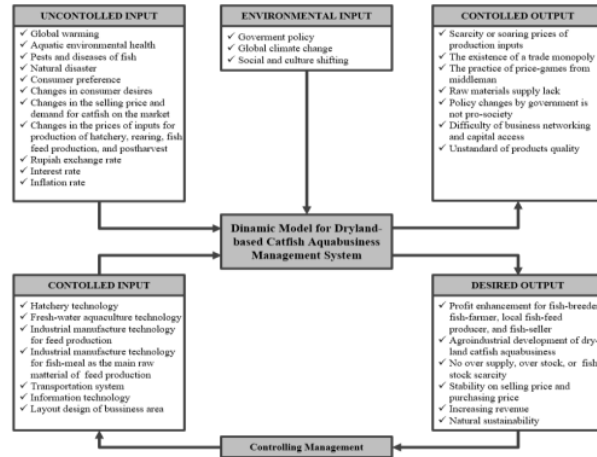 UNCONTOLLED INPUT
✓ Global warming
✓ Aquatic environmental health
✓ Pests and diseases of fish
✓ Natural disaster
✓ Consumer preference
✓ Changes in consumer desires
✓ Changes in the selling price and
demand for catfish on the market
✓ Changes in the prices of inputs for
production of hatchery, rearing, fish
feed production, and postharvest
✓ Rupiah exchange rate
✓ Interest rate
✓ Inflation rate
ENVIRONMENTAL INPUT
✓ Goverment policy
✓ Global climate change
✓ Social and culture shifting
CONTOLLED OUTPUT
✓ Scarcity or soaring prices of
production inputs
✓ The existence of a trade monopoly
✓ The practice of price-games from
middleman
✓ Raw materials supply lack
✓ Policy changes by government is
not pro-society
✓ Difficulty of business networking
and capital access
✓ Unstandard of products quality
Dinamic Model for Dryland-
based Catfish Aquabusiness
Management System
CONTOLLED INPUT
✓ Hatchery technology
✓ Fresh-water aquaculture technology
✓ Industrial manufacture technology
for feed production
✓ Industrial manufacture technology
for fish-meal as the main raw
matterial of feed production
✓ Transportation system
✓ Information technology
✓ Layout design of bussiness area
DESIRED OUTPUT
✓ Profit enhancement for fish-breeder
fish-farmer, local fish-feed
producer, and fish-seller
✓ Agroindustrial development of dry-
land catfish aquabusiness
✓ No over supply, over stock, or fish
stock scarcity
✓ Stability on selling price and
purchasing price
✓ Increasing revenue
✓ Natural sustainability
Controlling Management